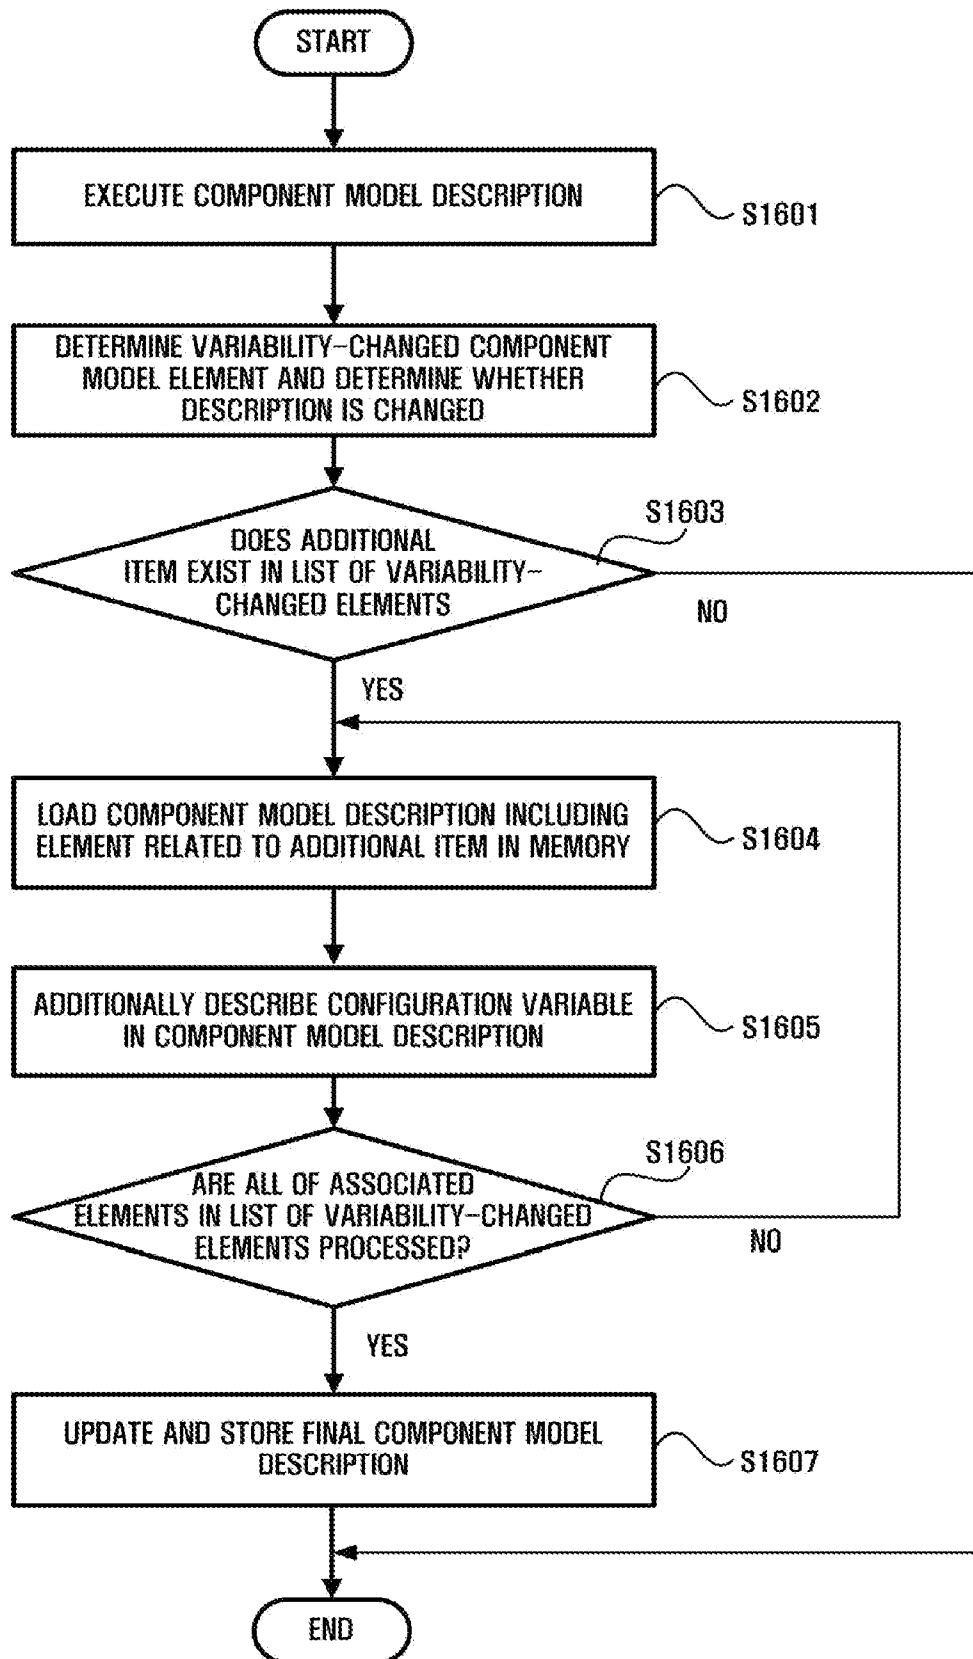 START
EXECUTE COMPONENT MODEL DESCRIPTION
S1601
DETERMINE VARIABILITY-CHANGED COMPONENT
MODEL ELEMENT AND DETERMINE WHETHER
DESCRIPTION IS CHANGED
S1602
S1603
DOES ADDITIONAL
ITEM EXIST IN LIST OF VARIABILITY-
CHANGED ELEMENTS
NO
YES
LOAD COMPONENT MODEL DESCRIPTION INCLUDING
ELEMENT RELATED TO ADDITIONAL ITEM IN MEMORY
S1604
ADDITIONALLY DESCRIBE CONFIGURATION VARIABLE
IN COMPONENT MODEL DESCRIPTION
S1605
S1606
ARE ALL OF ASSOCIATED
ELEMENTS IN LIST OF VARIABILITY-CHANGED
ELEMENTS PROCESSED?
NO
YES
UPDATE AND STORE FINAL COMPONENT MODEL
DESCRIPTION
S1607
END